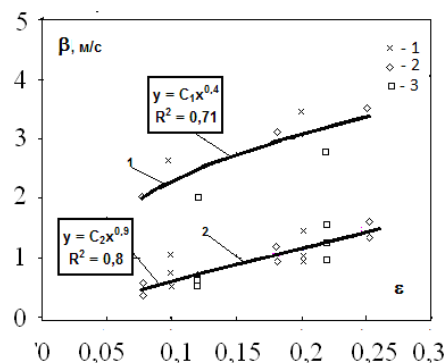 5
β, м/с
× - 1
◇ - 2
□ - 3
4
y = C₁x⁰,⁴
R² = 0,71
3
1
2
y = C₂x⁰,⁹
R² = 0,8
2
1
ε
0
0 0,05 0,1 0,15 0,2 0,25 0,3